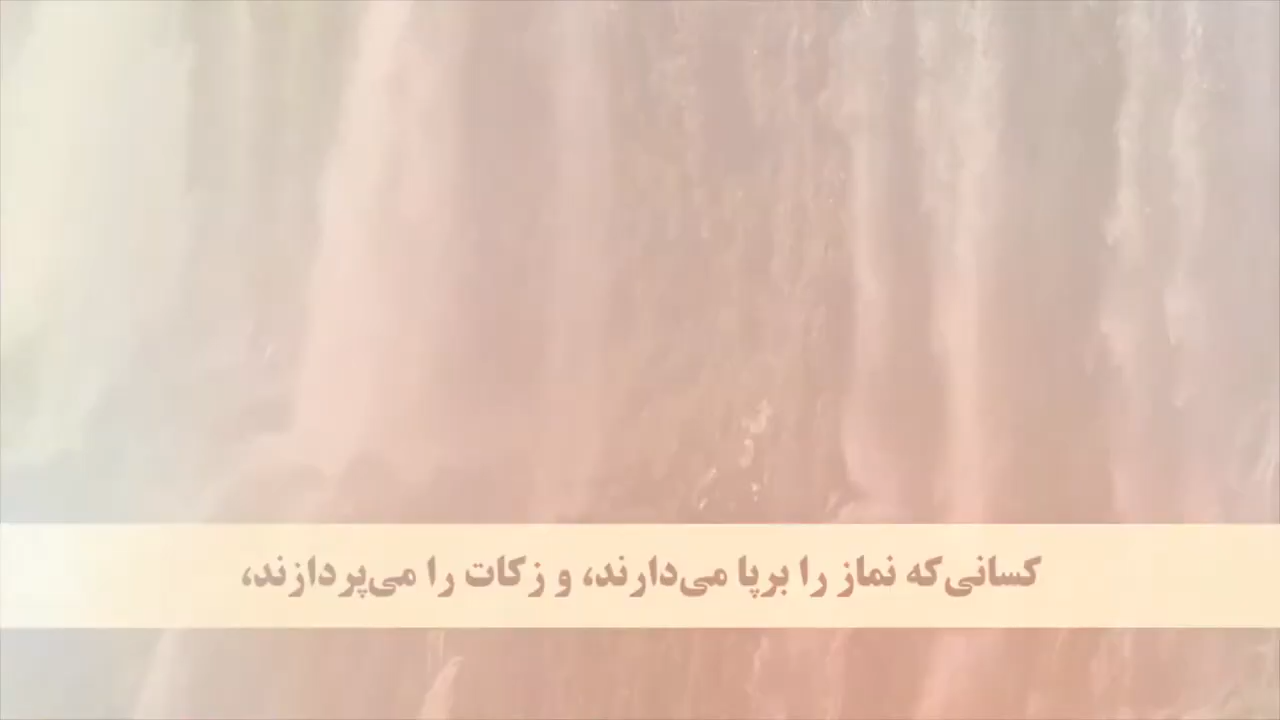 کسانی‌که نماز را برپا می‌دارند، و زکات را می‌پردازند،